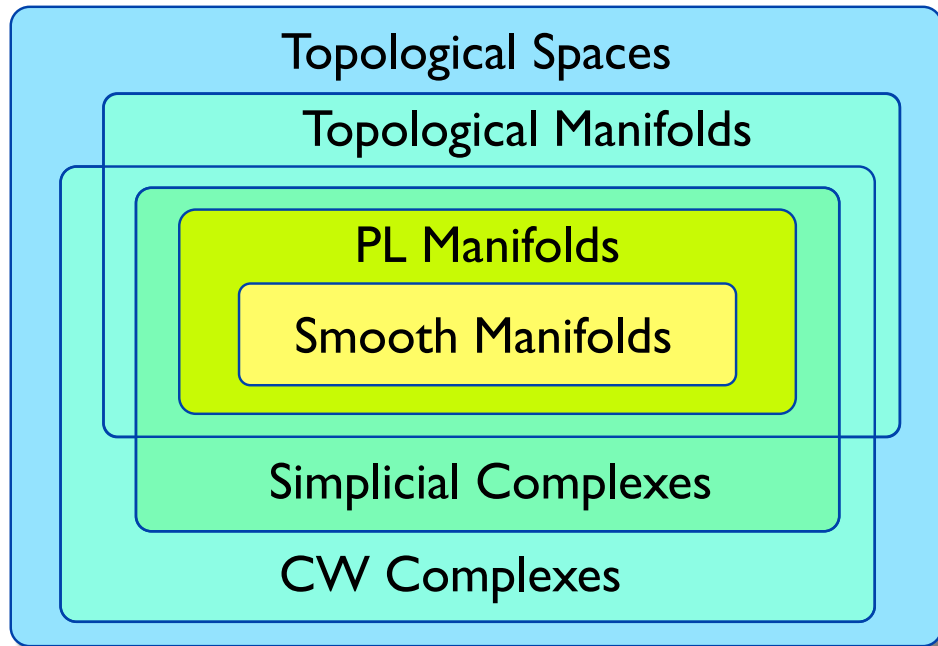 Topological Spaces
Topological Manifolds
PL Manifolds
Smooth Manifolds
Simplicial Complexes
CW Complexes